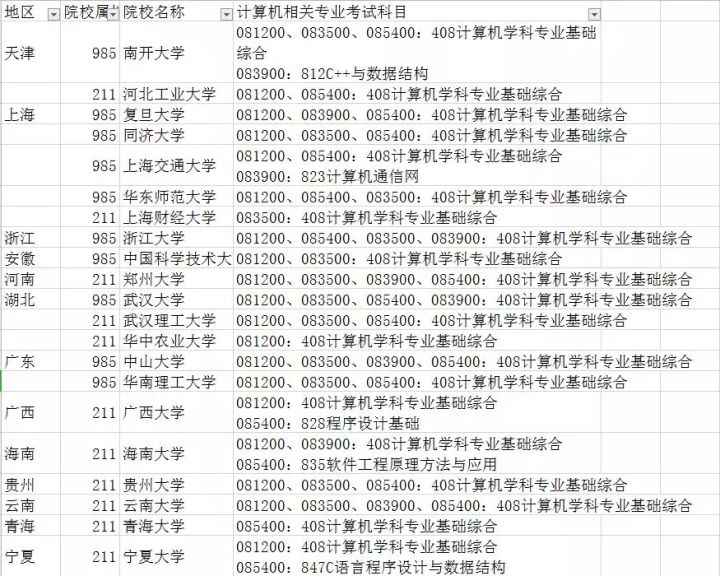 地区 院校属 院校名称 计算机相关专业考试科目
天津 985 南开大学 081200、083500、085400：408计算机学科专业基础
综合
083900：812C++与数据结构
211 河北工业大学 081200、085400：408计算机学科专业基础综合
上海 985 复旦大学 081200、083900、085400：408计算机学科专业基础综合
985 同济大学 081200、083500、085400：408计算机学科专业基础综合
985 上海交通大学 081200、085400：408计算机学科专业基础综合
083900：823计算机通信网
985 华东师范大学 081200、085400、083500：408计算机学科专业基础综合
211 上海财经大学 083500：408计算机学科专业基础综合
浙江 985 浙江大学 081200、085400、083500、083900：408计算机学科专业基础综合
安徽 985 中国科学技术大 081200、083500：408计算机学科专业基础综合
河南 211 郑州大学 081200、083500、083900、085400：408计算机学科专业基础综合
湖北 985 武汉大学 081200、083500、085400、083900：408计算机学科专业基础综合
211 武汉理工大学 081200、083500、085400：408计算机学科专业基础综合
211 华中农业大学 081200：408计算机学科专业基础综合
广东 985 中山大学 081200、083500、083900、085400：408计算机学科专业基础综合
985 华南理工大学 081200、083500、085400：408计算机学科专业基础综合
广西 211 广西大学 081200：408计算机学科专业基础综合
085400：828程序设计基础
海南 211 海南大学 081200、083900：408计算机学科专业基础综合
085400：835软件工程原理方法与应用
贵州 211 贵州大学 081200、083500、085400：408计算机学科专业基础综合
云南 211 云南大学 081200、083500、083900、085400：408计算机学科专业基础综合
青海 211 青海大学 085400：408计算机学科专业基础综合
宁夏 211 宁夏大学 081200：408计算机学科专业基础综合
085400：847C语言程序设计与数据结构